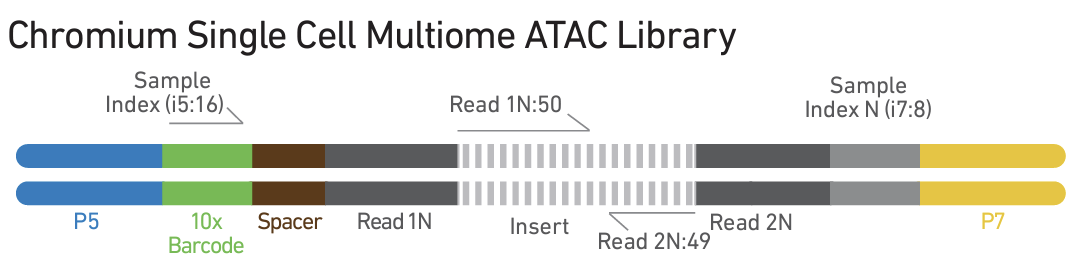 Chromium Single Cell Multiome ATAC Library
Sample
Index (i5:16)
Read 1N:50
Sample
Index N (i7:8)
P5
10x
Barcode
Spacer
Read 1N
Insert
Read 2N:49
Read 2N
P7